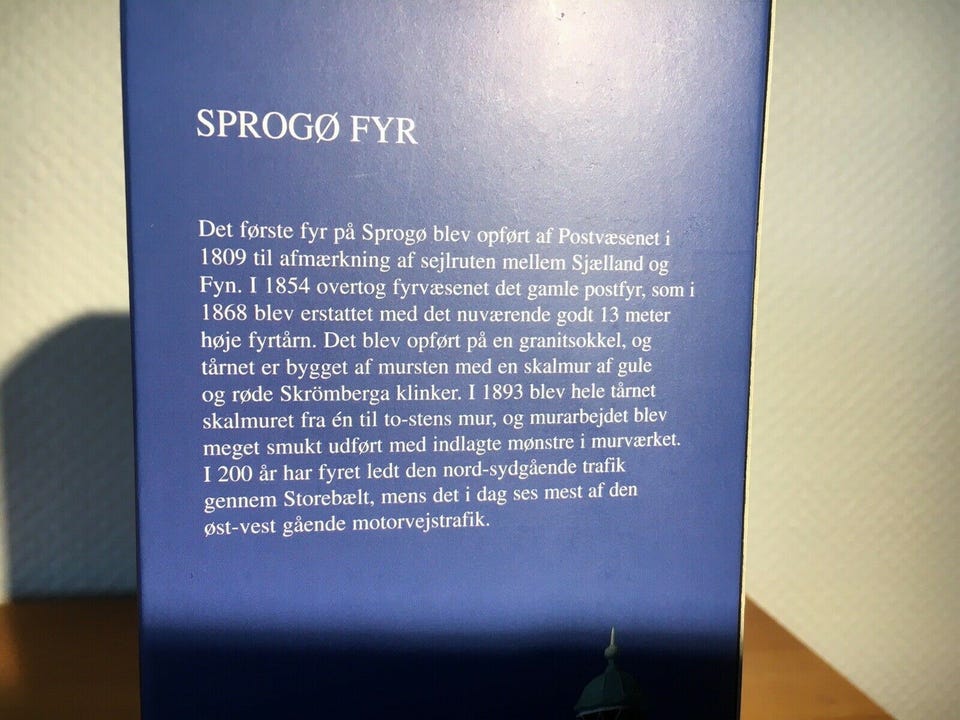 SPROGØ FYR
Det første fyr på Sprogø blev opført af Postvæsenet i
1809 til afmærkning af sejlruten mellem Sjælland og
Fyn. I 1854 overtog fyrvæsenet det gamle postfyr, som i
1868 blev erstattet med det nuværende godt 13 meter
høje fyrtårn. Det blev opført på en granitsokkel, og
tårnet er bygget af mursten med en skalmur af gule
og røde Skrömberga klinker. I 1893 blev hele tårnet
skalmuret fra én til to-stens mur, og murarbejdet blev
meget smukt udført med indlagte mønstre i murværket.
I 200 år har fyret ledt den nord-sydgående trafik
gennem Storebælt, mens det i dag ses mest af den
øst-vest gående motorvejstrafik.